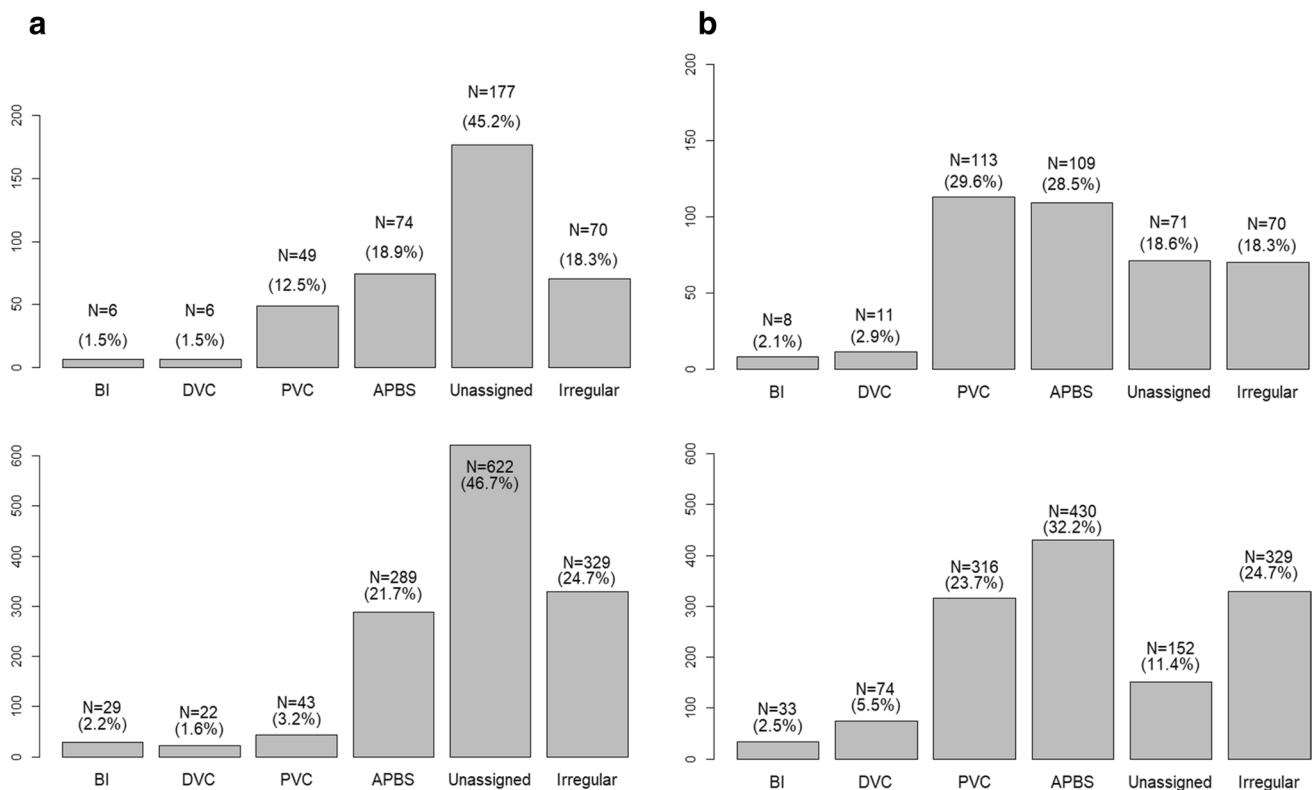 a
200
150
100
50
0
N=6
(1.5%)
N=6
(1.5%)
N=49
(12.5%)
N=74
(18.9%)
N=177
(45.2%)
N=70
(18.3%)
BI DVC PVC APBS Unassigned Irregular
600
500
400
300
200
100
0
N=29
(2.2%)
N=22
(1.6%)
N=43
(3.2%)
N=289
(21.7%)
N=622
(46.7%)
N=329
(24.7%)
BI DVC PVC APBS Unassigned Irregular
b
200
150
100
50
0
N=8
(2.1%)
N=11
(2.9%)
N=113
(29.6%)
N=109
(28.5%)
N=71
(18.6%)
N=70
(18.3%)
BI DVC PVC APBS Unassigned Irregular
600
500
400
300
200
100
0
N=33
(2.5%)
N=74
(5.5%)
N=316
(23.7%)
N=430
(32.2%)
N=152
(11.4%)
N=329
(24.7%)
BI DVC PVC APBS Unassigned Irregular